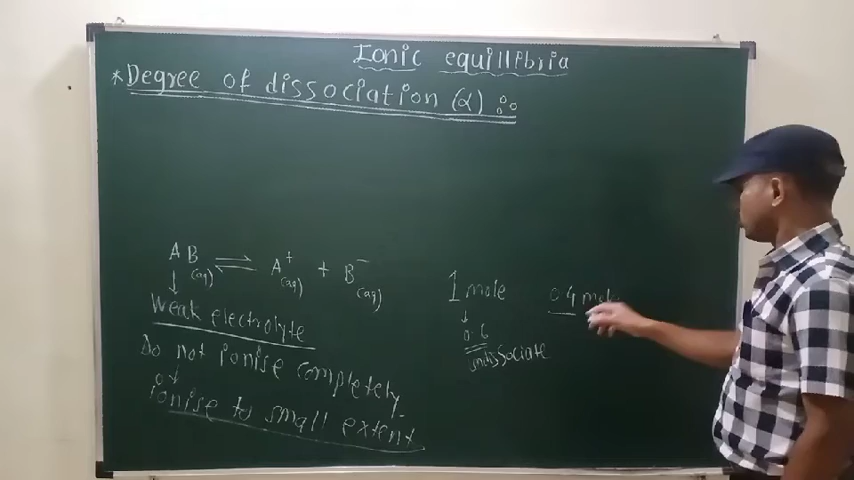 Ionic equilibria
*Degree of dissociation (α) :
AB(aq) ⇌ A+(aq) + B−(aq)
↓
Weak electrolyte
Do not ionise completely
↓
ionise to small extent
1 mole
↓
0.6
undissociate
0.4 mole